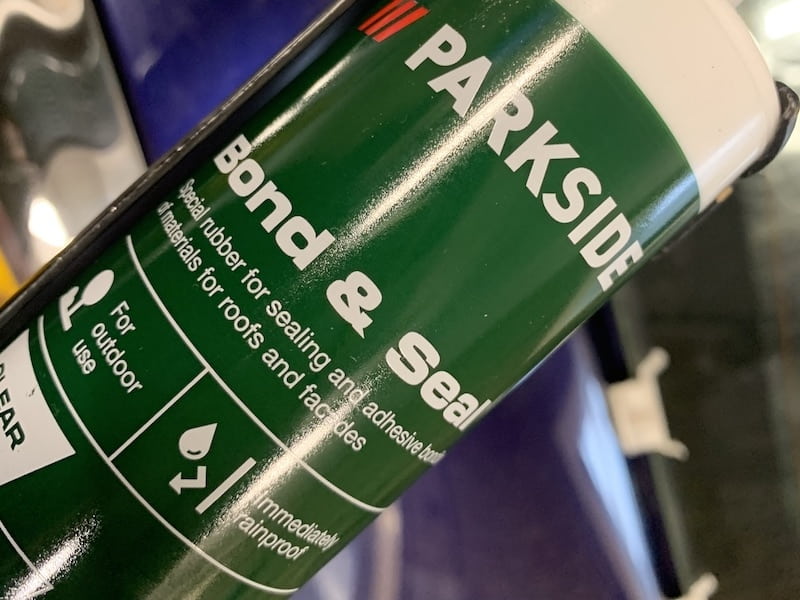 PARKSIDE
Bond & Seal
Special rubber for sealing and adhesive
of materials for roofs and facades
For
outdoor
use
Immediately
rainproof
CLEAR